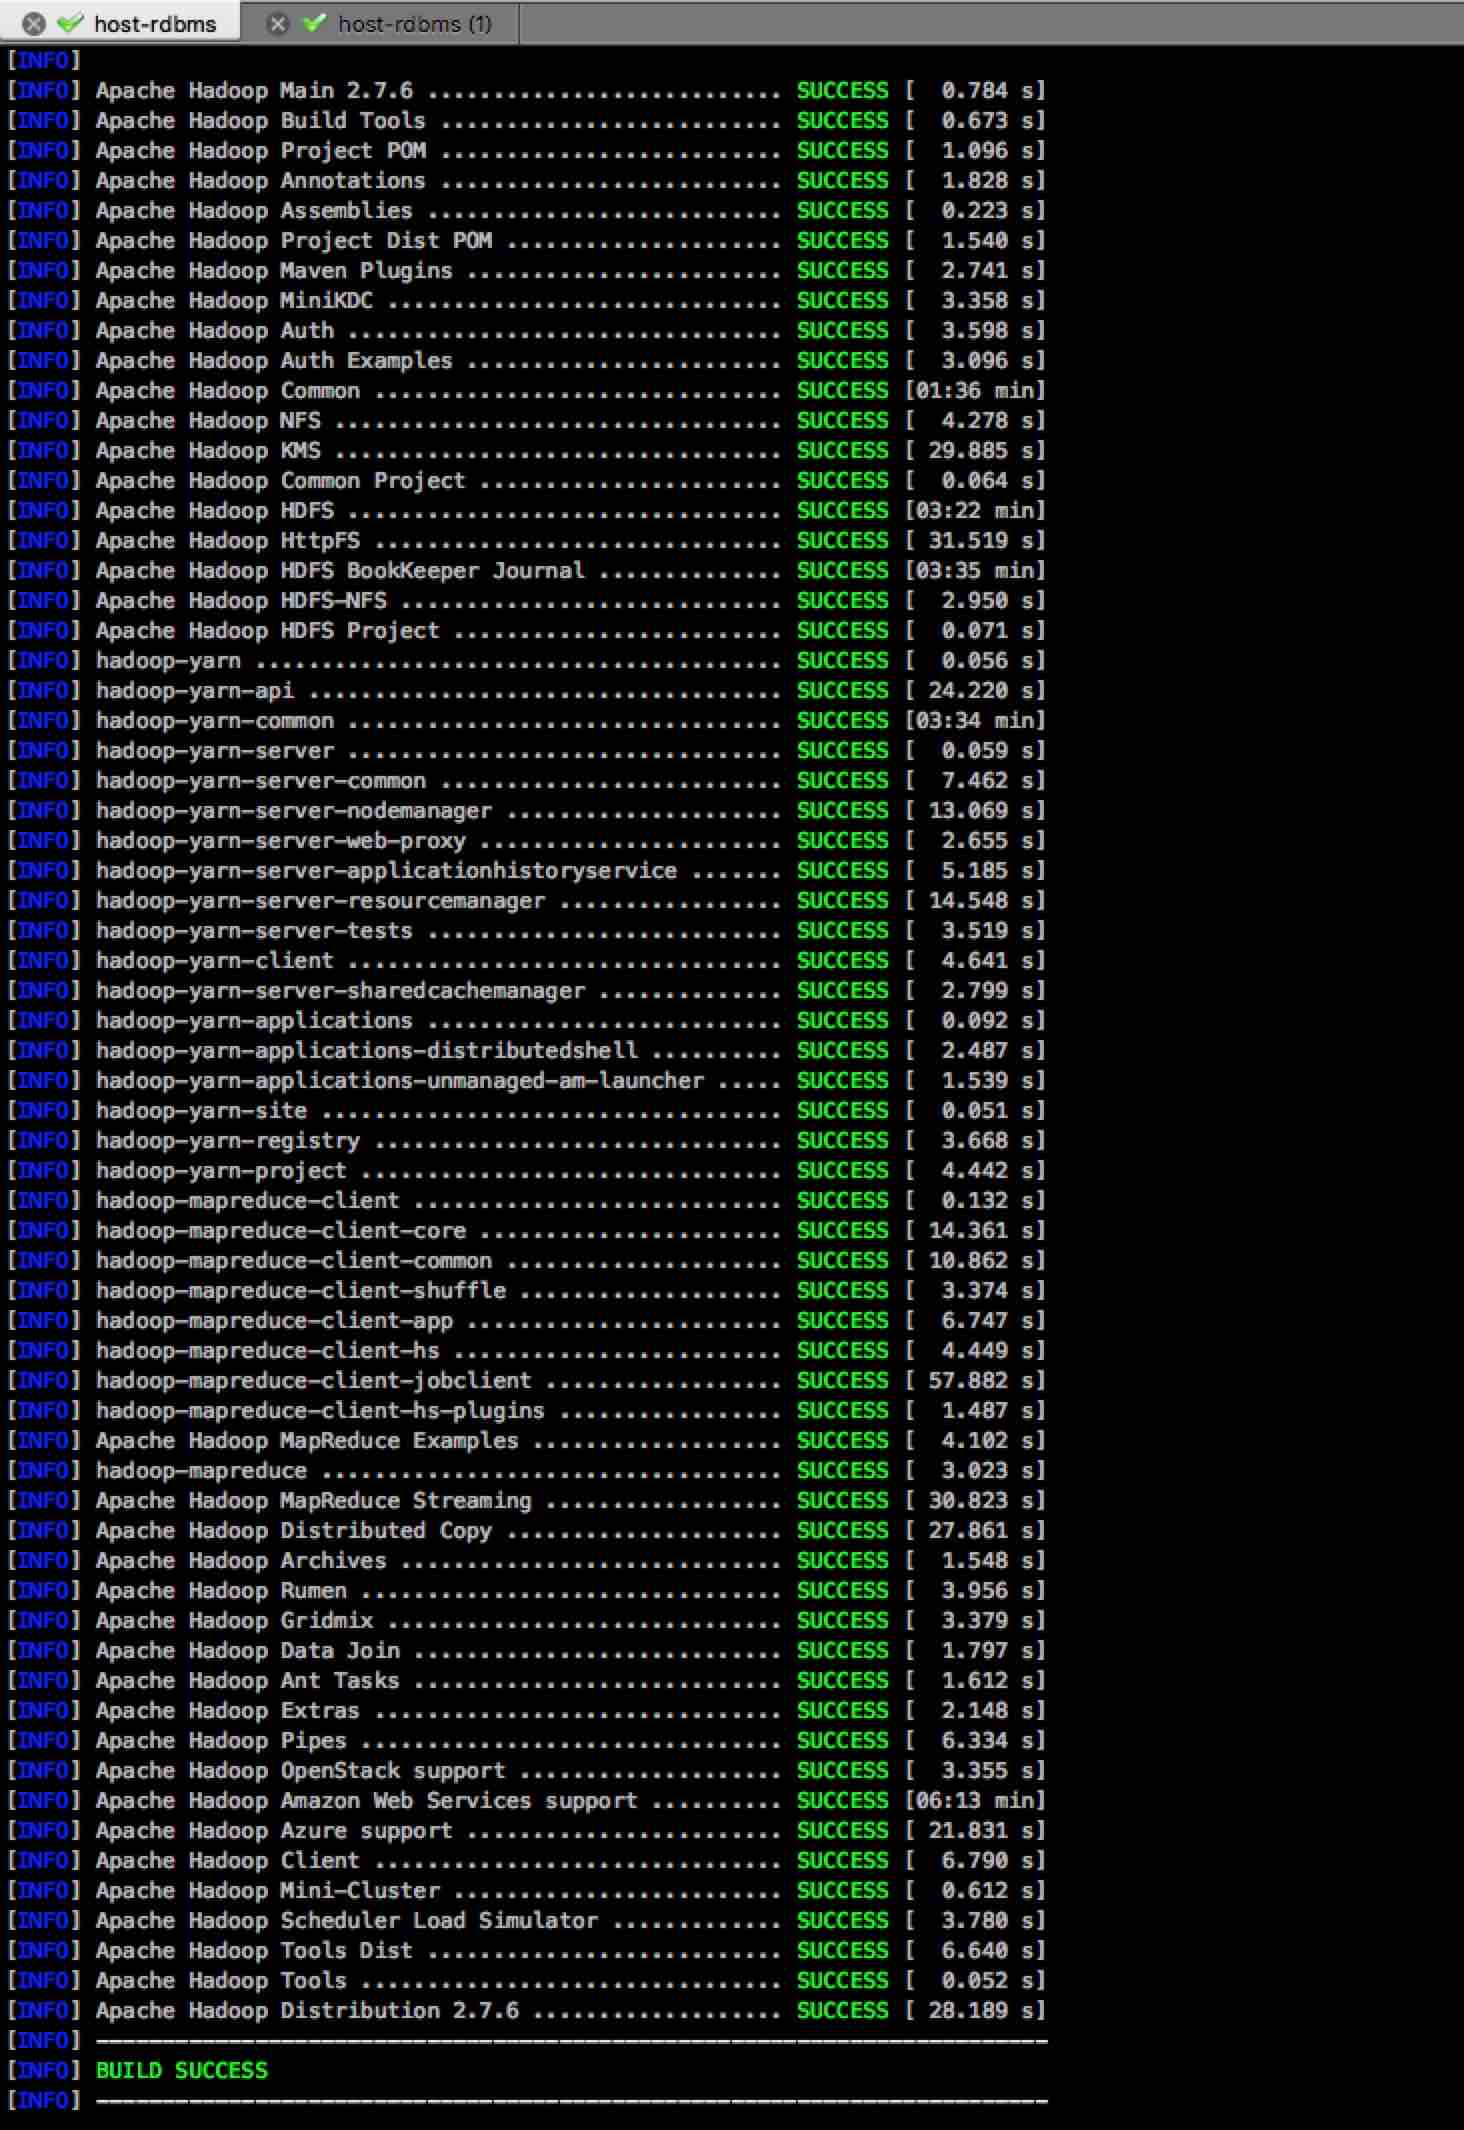 host-rdbms host-rdbms (1)
[INFO]
[INFO] Apache Hadoop Main 2.7.6 ........................... SUCCESS [  0.784 s]
[INFO] Apache Hadoop Build Tools .......................... SUCCESS [  0.673 s]
[INFO] Apache Hadoop Project POM .......................... SUCCESS [  1.096 s]
[INFO] Apache Hadoop Annotations .......................... SUCCESS [  1.828 s]
[INFO] Apache Hadoop Assemblies ........................... SUCCESS [  0.223 s]
[INFO] Apache Hadoop Project Dist POM ..................... SUCCESS [  1.540 s]
[INFO] Apache Hadoop Maven Plugins ........................ SUCCESS [  2.741 s]
[INFO] Apache Hadoop MiniKDC .............................. SUCCESS [  3.358 s]
[INFO] Apache Hadoop Auth ................................. SUCCESS [  3.598 s]
[INFO] Apache Hadoop Auth Examples ........................ SUCCESS [  3.096 s]
[INFO] Apache Hadoop Common ............................... SUCCESS [01:36 min]
[INFO] Apache Hadoop NFS .................................. SUCCESS [  4.278 s]
[INFO] Apache Hadoop KMS .................................. SUCCESS [ 29.885 s]
[INFO] Apache Hadoop Common Project ....................... SUCCESS [  0.064 s]
[INFO] Apache Hadoop HDFS ................................. SUCCESS [03:22 min]
[INFO] Apache Hadoop HttpFS ............................... SUCCESS [ 31.519 s]
[INFO] Apache Hadoop HDFS BookKeeper Journal .............. SUCCESS [03:35 min]
[INFO] Apache Hadoop HDFS-NFS ............................. SUCCESS [  2.950 s]
[INFO] Apache Hadoop HDFS Project ......................... SUCCESS [  0.071 s]
[INFO] hadoop-yarn ........................................ SUCCESS [  0.056 s]
[INFO] hadoop-yarn-api .................................... SUCCESS [ 24.220 s]
[INFO] hadoop-yarn-common ................................. SUCCESS [03:34 min]
[INFO] hadoop-yarn-server ................................. SUCCESS [  0.059 s]
[INFO] hadoop-yarn-server-common .......................... SUCCESS [  7.462 s]
[INFO] hadoop-yarn-server-nodemanager ..................... SUCCESS [ 13.069 s]
[INFO] hadoop-yarn-server-web-proxy ....................... SUCCESS [  2.655 s]
[INFO] hadoop-yarn-server-applicationhistoryservice ....... SUCCESS [  5.185 s]
[INFO] hadoop-yarn-server-resourcemanager ................. SUCCESS [ 14.548 s]
[INFO] hadoop-yarn-server-tests ........................... SUCCESS [  3.519 s]
[INFO] hadoop-yarn-client ................................. SUCCESS [  4.641 s]
[INFO] hadoop-yarn-server-sharedcachemanager .............. SUCCESS [  2.799 s]
[INFO] hadoop-yarn-applications ........................... SUCCESS [  0.092 s]
[INFO] hadoop-yarn-applications-distributedshell .......... SUCCESS [  2.487 s]
[INFO] hadoop-yarn-applications-unmanaged-am-launcher ..... SUCCESS [  1.539 s]
[INFO] hadoop-yarn-site ................................... SUCCESS [  0.051 s]
[INFO] hadoop-yarn-registry ............................... SUCCESS [  3.668 s]
[INFO] hadoop-yarn-project ................................ SUCCESS [  4.442 s]
[INFO] hadoop-mapreduce-client ............................ SUCCESS [  0.132 s]
[INFO] hadoop-mapreduce-client-core ....................... SUCCESS [ 14.361 s]
[INFO] hadoop-mapreduce-client-common ..................... SUCCESS [ 10.862 s]
[INFO] hadoop-mapreduce-client-shuffle .................... SUCCESS [  3.374 s]
[INFO] hadoop-mapreduce-client-app ........................ SUCCESS [  6.747 s]
[INFO] hadoop-mapreduce-client-hs ......................... SUCCESS [  4.449 s]
[INFO] hadoop-mapreduce-client-jobclient .................. SUCCESS [ 57.882 s]
[INFO] hadoop-mapreduce-client-hs-plugins ................. SUCCESS [  1.487 s]
[INFO] Apache Hadoop MapReduce Examples ................... SUCCESS [  4.102 s]
[INFO] hadoop-mapreduce ................................... SUCCESS [  3.023 s]
[INFO] Apache Hadoop MapReduce Streaming .................. SUCCESS [ 30.823 s]
[INFO] Apache Hadoop Distributed Copy ..................... SUCCESS [ 27.861 s]
[INFO] Apache Hadoop Archives ............................. SUCCESS [  1.548 s]
[INFO] Apache Hadoop Rumen ................................ SUCCESS [  3.956 s]
[INFO] Apache Hadoop Gridmix .............................. SUCCESS [  3.379 s]
[INFO] Apache Hadoop Data Join ............................ SUCCESS [  1.797 s]
[INFO] Apache Hadoop Ant Tasks ............................ SUCCESS [  1.612 s]
[INFO] Apache Hadoop Extras ............................... SUCCESS [  2.148 s]
[INFO] Apache Hadoop Pipes ................................ SUCCESS [  6.334 s]
[INFO] Apache Hadoop OpenStack support .................... SUCCESS [  3.355 s]
[INFO] Apache Hadoop Amazon Web Services support .......... SUCCESS [06:13 min]
[INFO] Apache Hadoop Azure support ........................ SUCCESS [ 21.831 s]
[INFO] Apache Hadoop Client ............................... SUCCESS [  6.790 s]
[INFO] Apache Hadoop Mini-Cluster ......................... SUCCESS [  0.612 s]
[INFO] Apache Hadoop Scheduler Load Simulator ............. SUCCESS [  3.780 s]
[INFO] Apache Hadoop Tools Dist ........................... SUCCESS [  6.640 s]
[INFO] Apache Hadoop Tools ................................ SUCCESS [  0.052 s]
[INFO] Apache Hadoop Distribution 2.7.6 ................... SUCCESS [ 28.189 s]
[INFO] ------------------------------------------------------------------------
[INFO] BUILD SUCCESS
[INFO] ------------------------------------------------------------------------